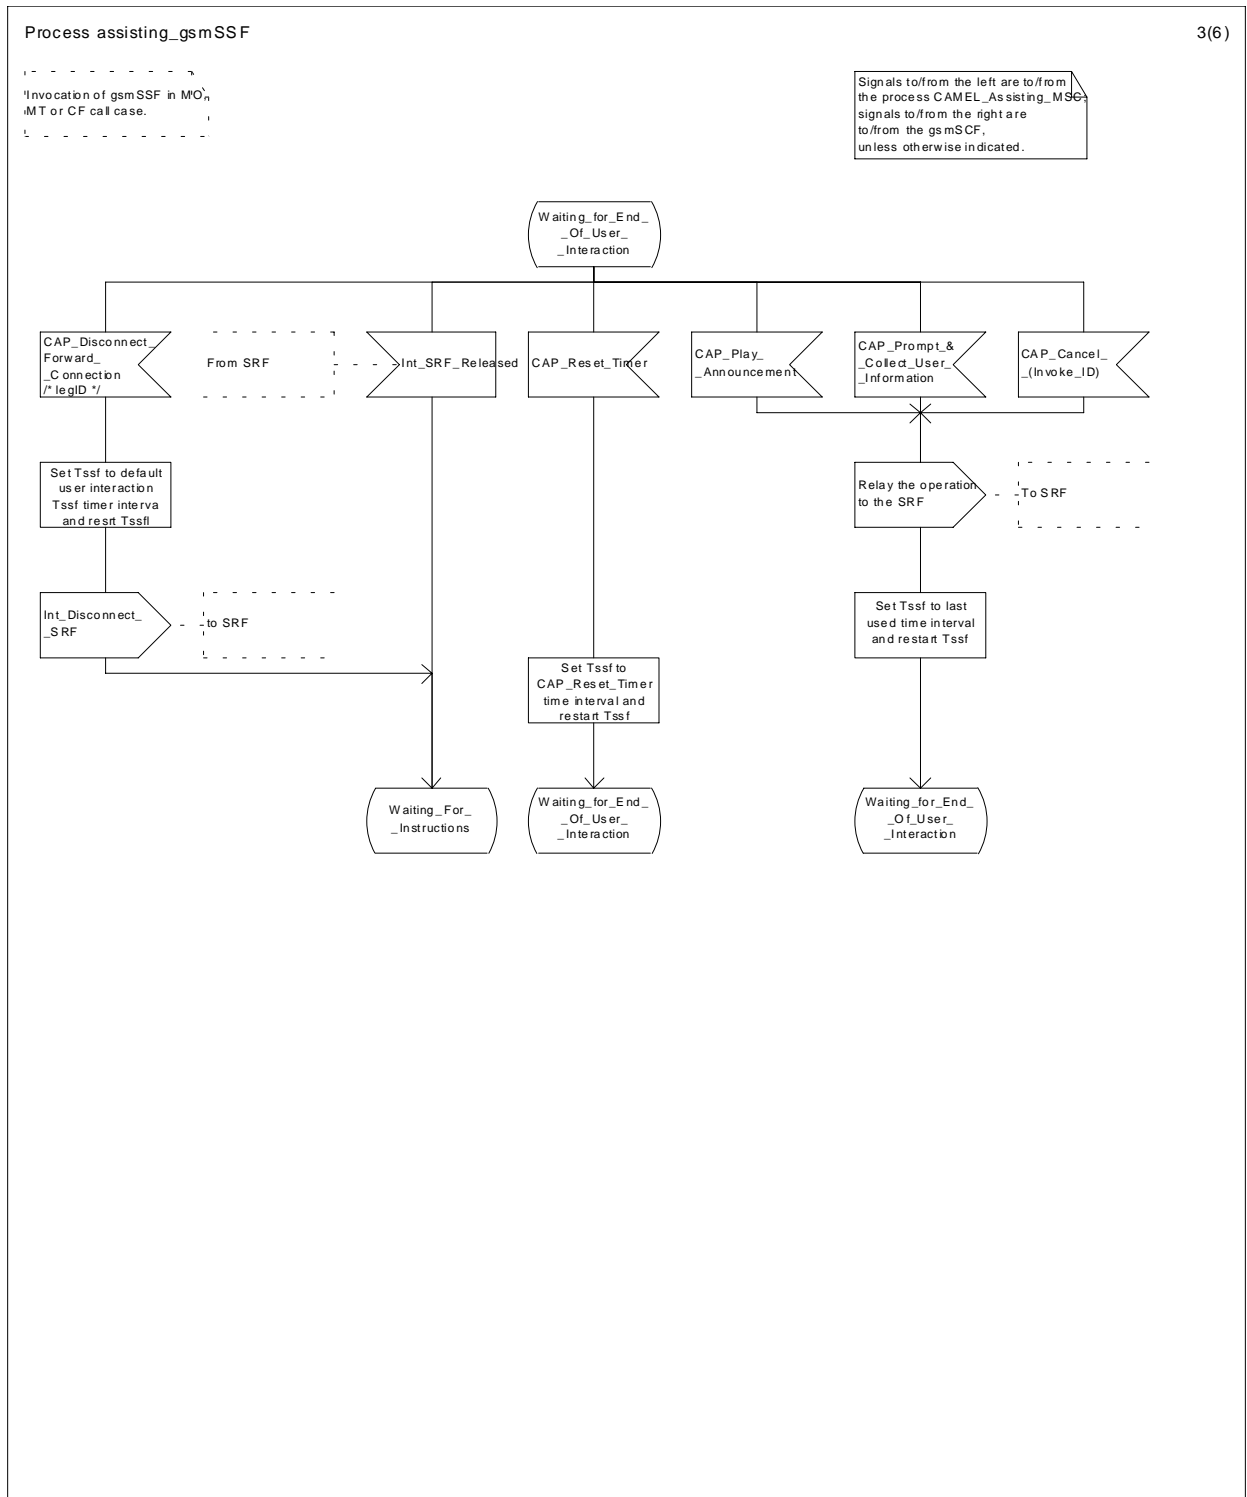 Process assisting_gsmSSF
3(6)
Invocation of gsmSSF in MO,
MT or CF call case.
Signals to/from the left are to/from
the process CAMEL_Assisting_MSC;
signals to/from the right are
to/from the gsmSCF,
unless otherwise indicated.
Waiting_for_End_
_Of_User_
_Interaction
CAP_Disconnect_
Forward_
_Connection
/* legID */
From SRF
Int_SRF_Released
CAP_Reset_Timer
CAP_Play_
_Announcement
CAP_Prompt_&
_Collect_User_
_Information
CAP_Cancel_
_(Invoke_ID)
Set Tssf to default
user interaction
Tssf timer interva
and resrt Tssfl
Relay the operation
to the SRF
To SRF
Int_Disconnect_
_SRF
to SRF
Set Tssf to last
used time interval
and restart Tssf
Set Tssf to
CAP_Reset_Timer
time interval and
restart Tssf
Waiting_For_
_Instructions
Waiting_for_End_
_Of_User_
_Interaction
Waiting_for_End_
_Of_User_
_Interaction